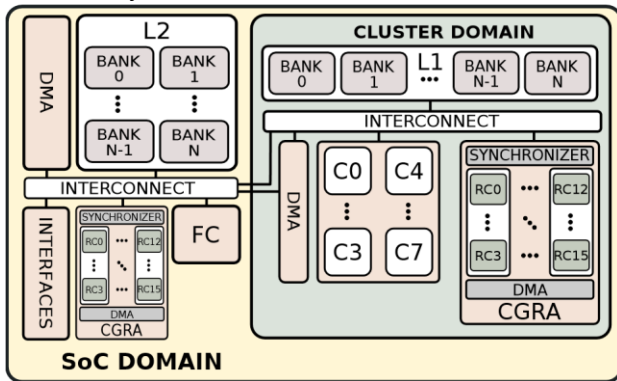 L2
DMA
BANK
0
BANK
1
BANK
N-1
BANK
N
INTERCONNECT
INTERFACES
SYNCHRONIZER
RC0
RC12
RC3
RC15
DMA
CGRA
FC
SoC DOMAIN
CLUSTER DOMAIN
BANK
0
BANK
1
L1
BANK
N-1
BANK
N
INTERCONNECT
DMA
C0
C4
C3
C7
SYNCHRONIZER
RC0
RC12
RC3
RC15
DMA
CGRA